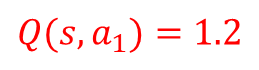 Q(s, a₁) = 1.2